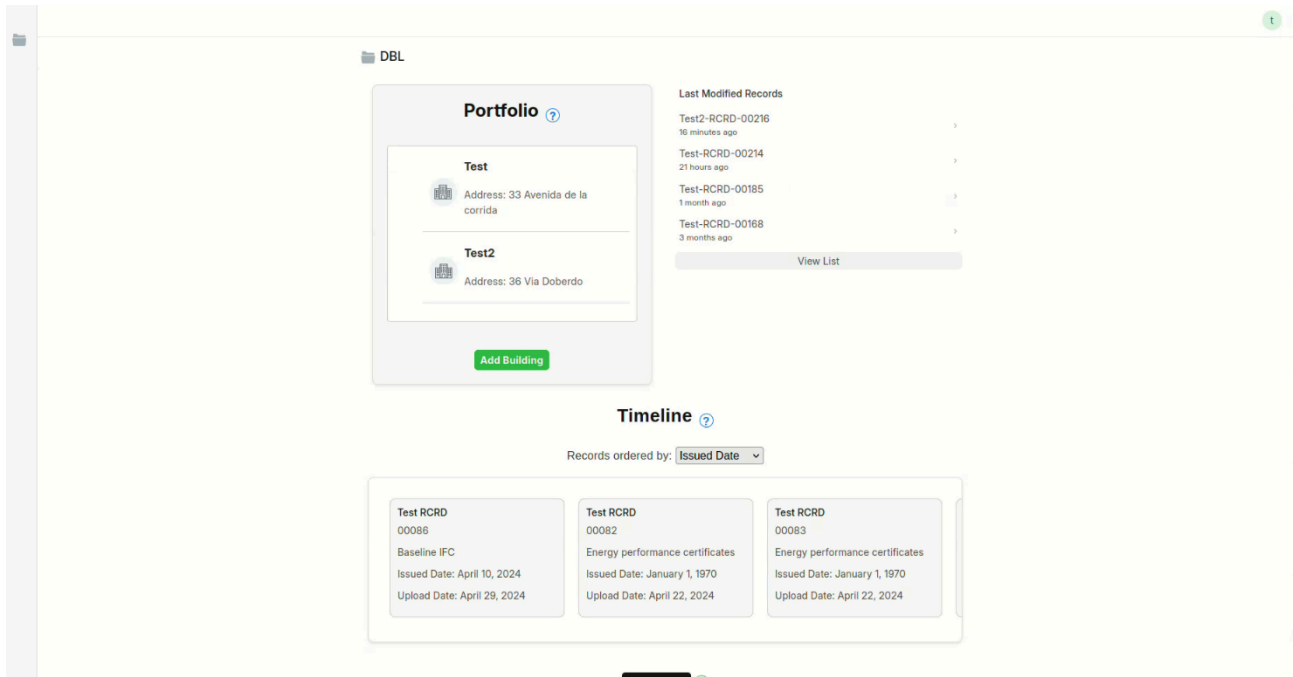 t
DBL
Portfolio ?
Test
Address: 33 Avenida de la
corrida
Test2
Address: 36 Via Doberdo
Add Building
Last Modified Records
Test2-RCRD-00216
16 minutes ago
Test-RCRD-00214
21 hours ago
Test-RCRD-00185
1 month ago
Test-RCRD-00168
3 months ago
View List
Timeline ?
Records ordered by: Issued Date
Test RCRD
00086
Baseline IFC
Issued Date: April 10, 2024
Upload Date: April 29, 2024
Test RCRD
00082
Energy performance certificates
Issued Date: January 1, 1970
Upload Date: April 22, 2024
Test RCRD
00083
Energy performance certificates
Issued Date: January 1, 1970
Upload Date: April 22, 2024